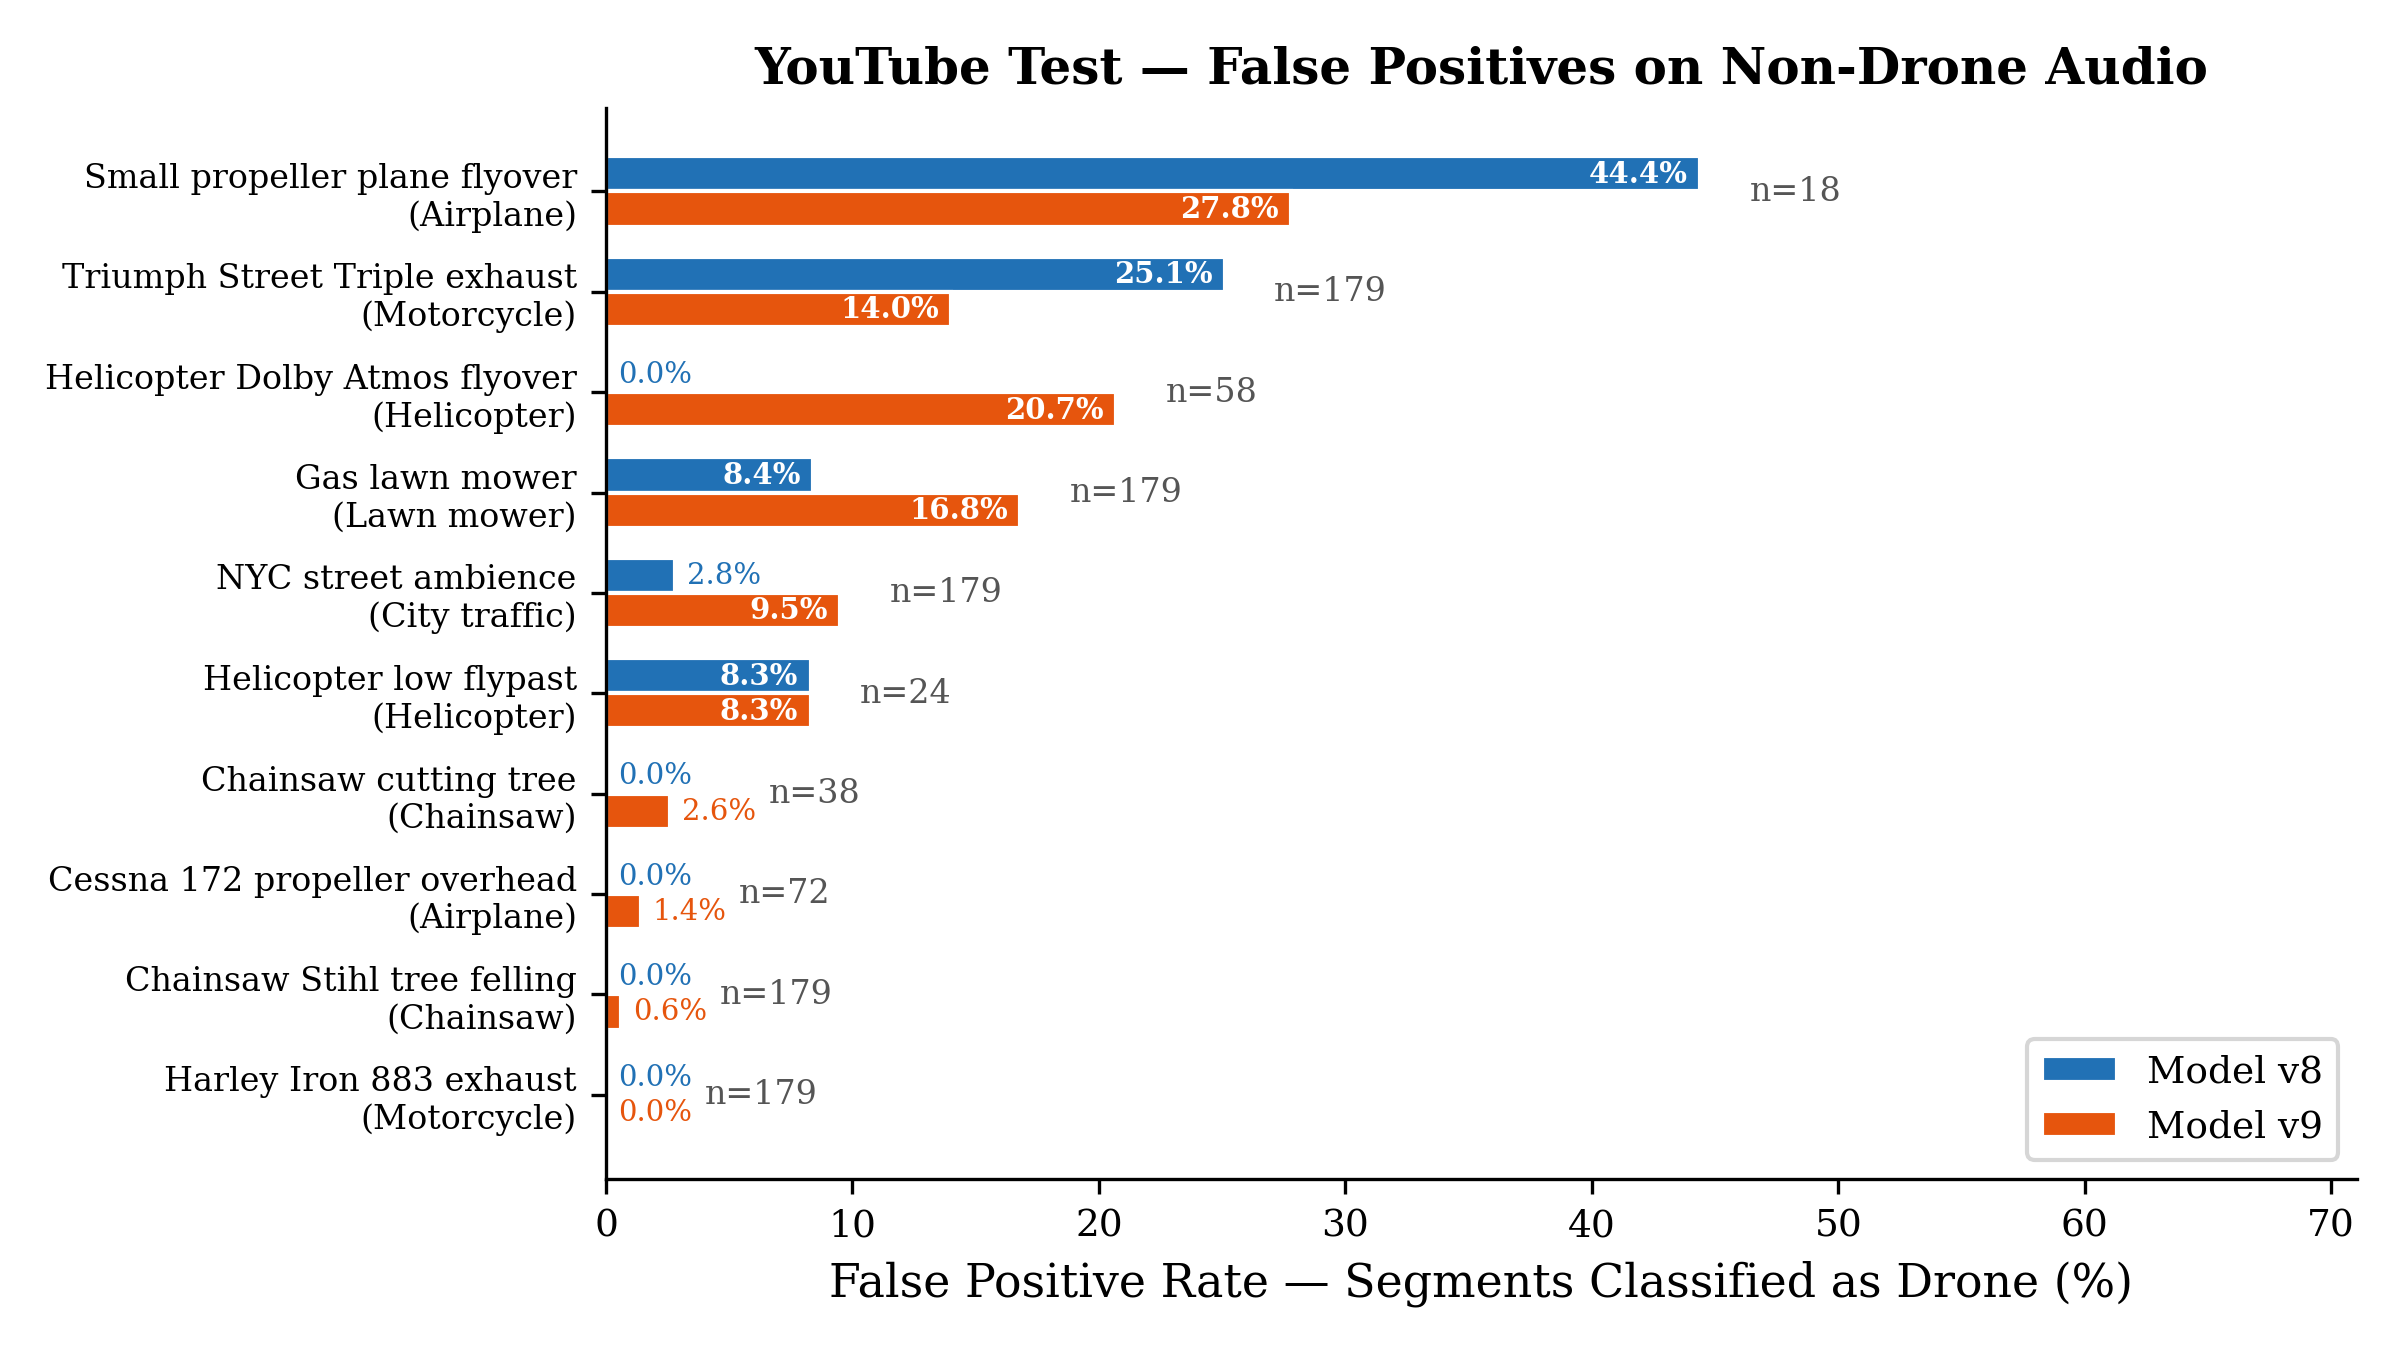 YouTube Test — False Positives on Non-Drone Audio
Small propeller plane flyover
(Airplane)
44.4%
27.8%
n=18
Triumph Street Triple exhaust
(Motorcycle)
25.1%
14.0%
n=179
Helicopter Dolby Atmos flyover
(Helicopter)
0.0%
20.7%
n=58
Gas lawn mower
(Lawn mower)
8.4%
16.8%
n=179
NYC street ambience
(City traffic)
2.8%
9.5%
n=179
Helicopter low flypast
(Helicopter)
8.3%
8.3%
n=24
Chainsaw cutting tree
(Chainsaw)
0.0%
2.6%
n=38
Cessna 172 propeller overhead
(Airplane)
0.0%
1.4%
n=72
Chainsaw Stihl tree felling
(Chainsaw)
0.0%
0.6%
n=179
Harley Iron 883 exhaust
(Motorcycle)
0.0%
0.0%
n=179
Model v8
Model v9
0 10 20 30 40 50 60 70
False Positive Rate — Segments Classified as Drone (%)